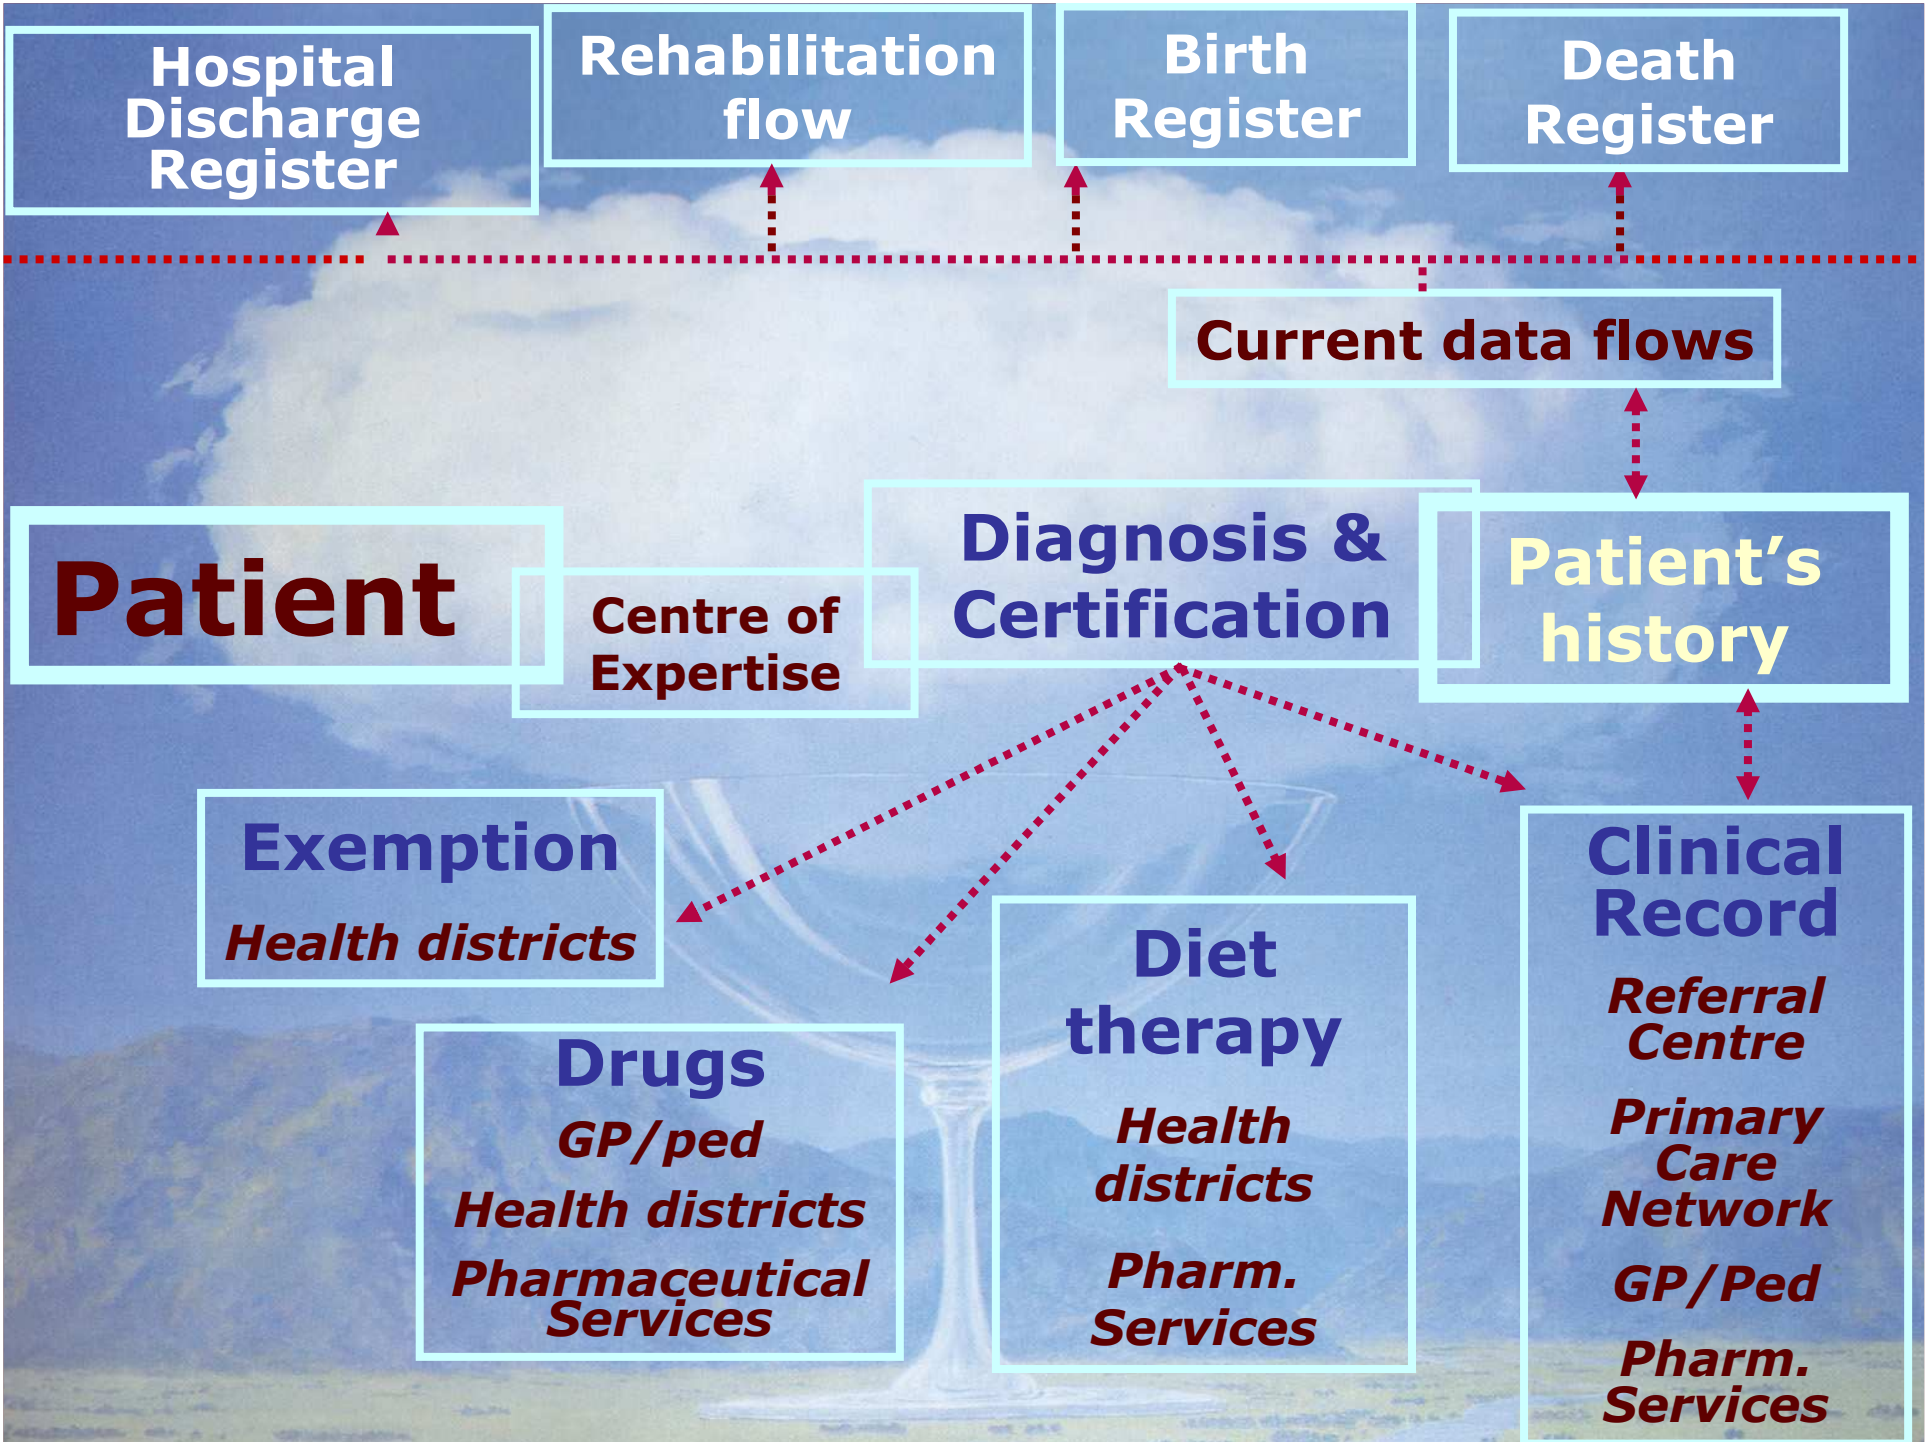 Hospital
Discharge
Register
Rehabilitation
flow
Birth
Register
Death
Register
Current data flows
Patient
Centre of
Expertise
Diagnosis &
Certification
Patient’s
history
Exemption
Health districts
Drugs
GP/ped
Health districts
Pharmaceutical
Services
Diet
therapy
Health
districts
Pharm.
Services
Clinical
Record
Referral
Centre
Primary
Care
Network
GP/Ped
Pharm.
Services